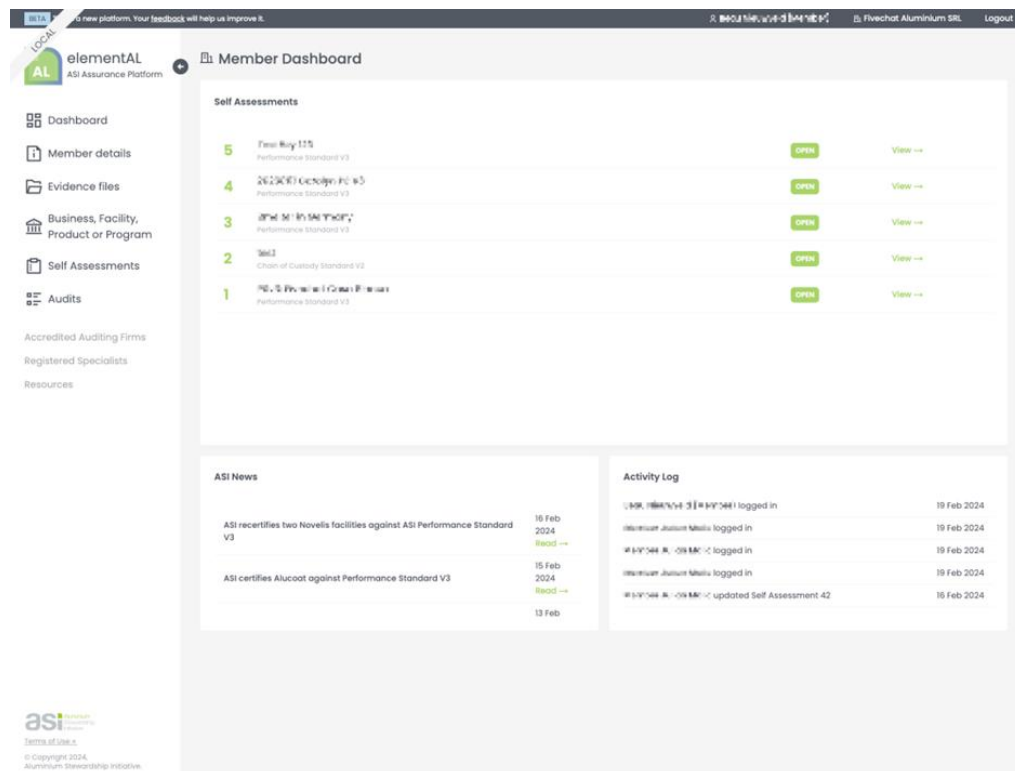 BETA a new platform. Your feedback will help us improve it.
Fivechat Aluminium SRL
Logout
LOCAL
AL
elementAL
ASI Assurance Platform
Dashboard
Member details
Evidence files
Business, Facility,
Product or Program
Self Assessments
Audits
Accredited Auditing Firms
Registered Specialists
Resources
Member Dashboard
Self Assessments
5
Performance Standard V3
OPEN
View →
4
Performance Standard V3
OPEN
View →
3
Performance Standard V3
OPEN
View →
2
Chain of Custody Standard V2
OPEN
View →
1
Performance Standard V3
OPEN
View →
ASI News
ASI recertifies two Novelis facilities against ASI Performance Standard
V3
16 Feb
2024
Read →
ASI certifies Alucoat against Performance Standard V3
15 Feb
2024
Read →
13 Feb
Activity Log
logged in 19 Feb 2024
logged in 19 Feb 2024
logged in 19 Feb 2024
logged in 19 Feb 2024
updated Self Assessment 42 16 Feb 2024
asi Aluminium
Stewardship
Initiative
Terms of Use »
© Copyright 2024,
Aluminium Stewardship Initiative.